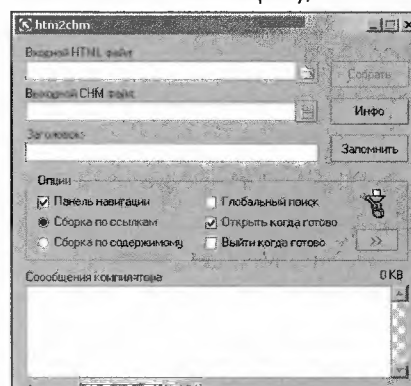 htm2chm
Входной HTML файл
Собрать
Выходной CHM файл
Инфо
Заголовок:
Запомнить
Опции
Панель навигации
Глобальный поиск
Сборка по ссылкам
Открыть когда готово
Сборка по содержимому
Выйти когда готово
>>
Сообщения компилятора
0 KB